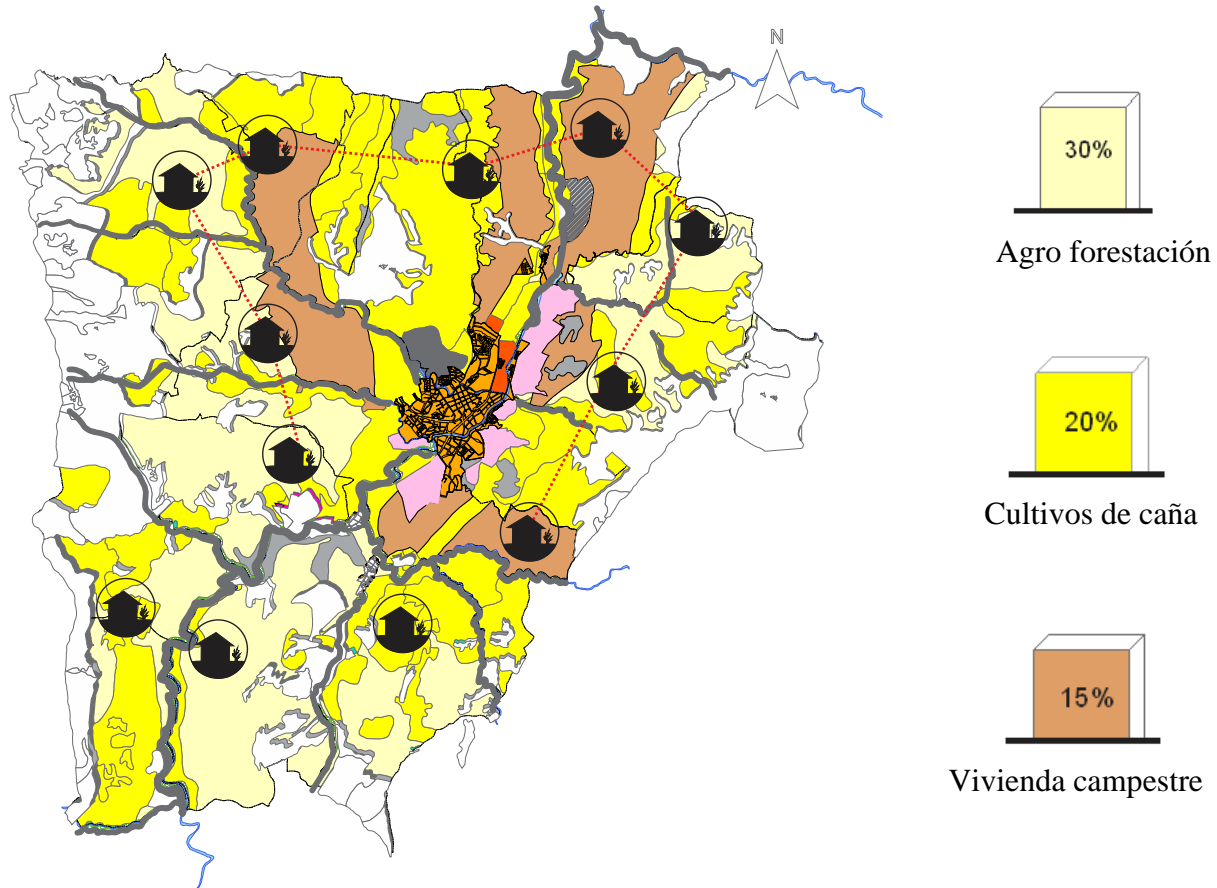 N
30%
Agro forestación
20%
Cultivos de caña
15%
Vivienda campestre